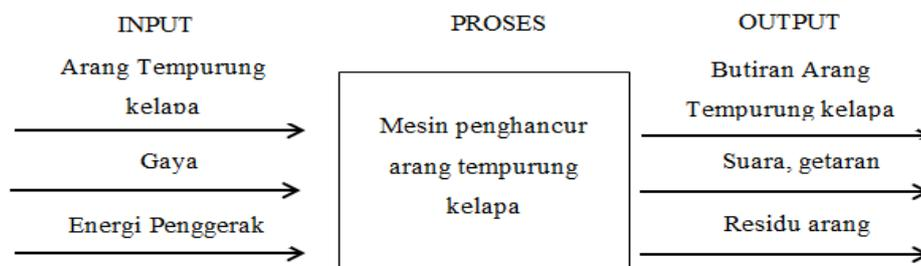 INPUT
Arang Tempurung
kelapa
Gaya
Energi Penggerak
PROSES
Mesin penghancur
arang tempurung
kelapa
OUTPUT
Butiran Arang
Tempurung kelapa
Suara, getaran
Residu arang